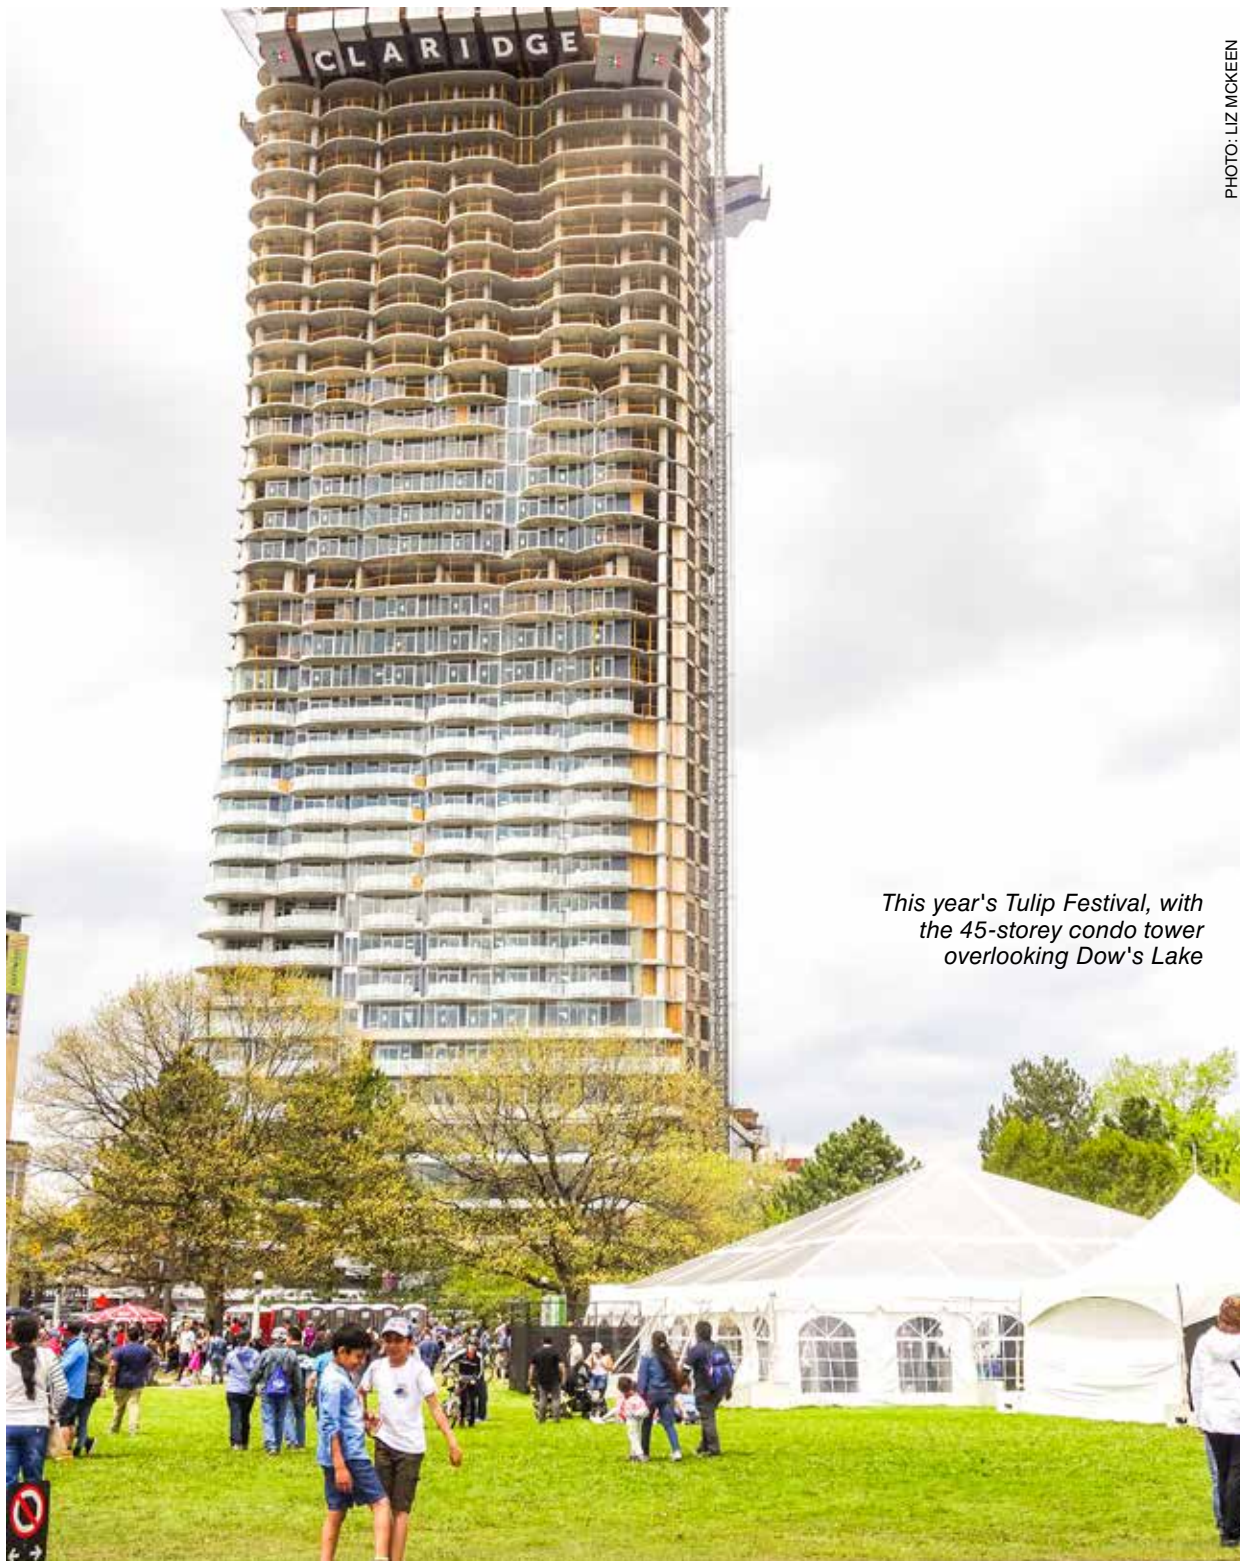 CLARIDGE
PHOTO: LIZ MCKEEN
This year's Tulip Festival, with
the 45-storey condo tower
overlooking Dow's Lake